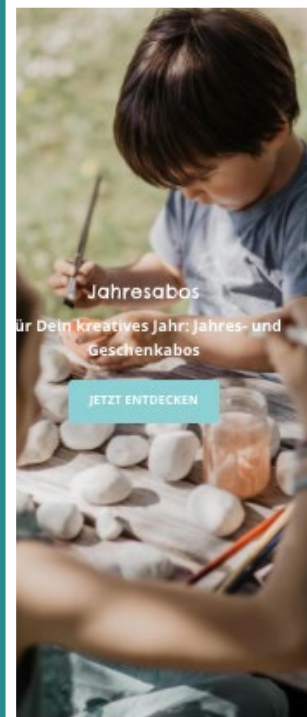 Jahresabos
ür Dein kreatives Jahr: Jahres- und
Geschenkabos
JETZT ENTDECKEN